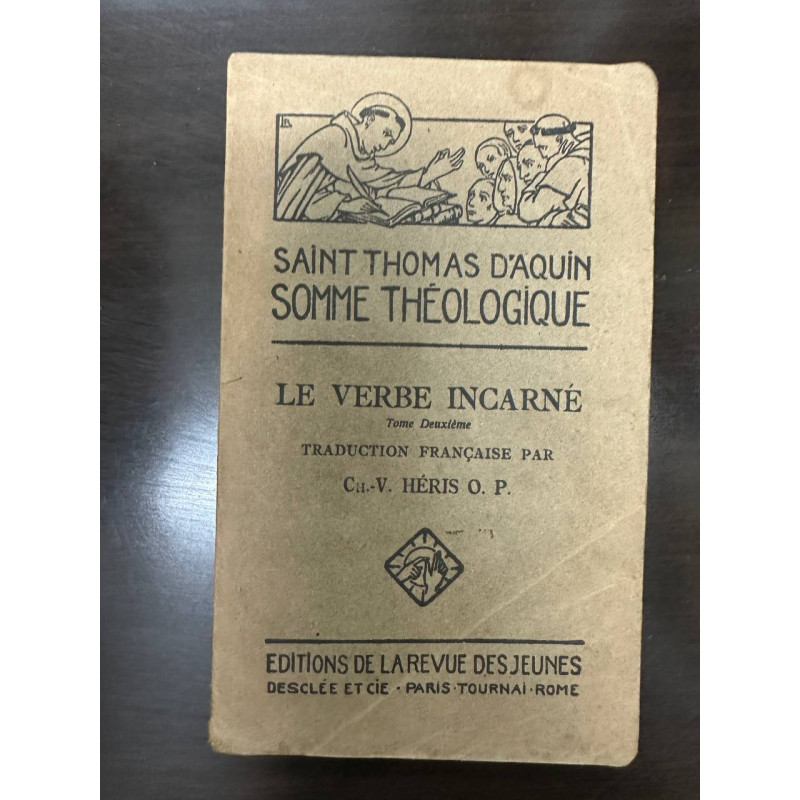 SAINT THOMAS D'AQUIN
SOMME THÉOLOGIQUE
LE VERBE INCARNÉ
Tome Deuxième
TRADUCTION FRANÇAISE PAR
CH.-V. HÉRIS O. P.
EDITIONS DE LA REVUE DES JEUNES
DESCLÉE ET CIE · PARIS · TOURNAI · ROME